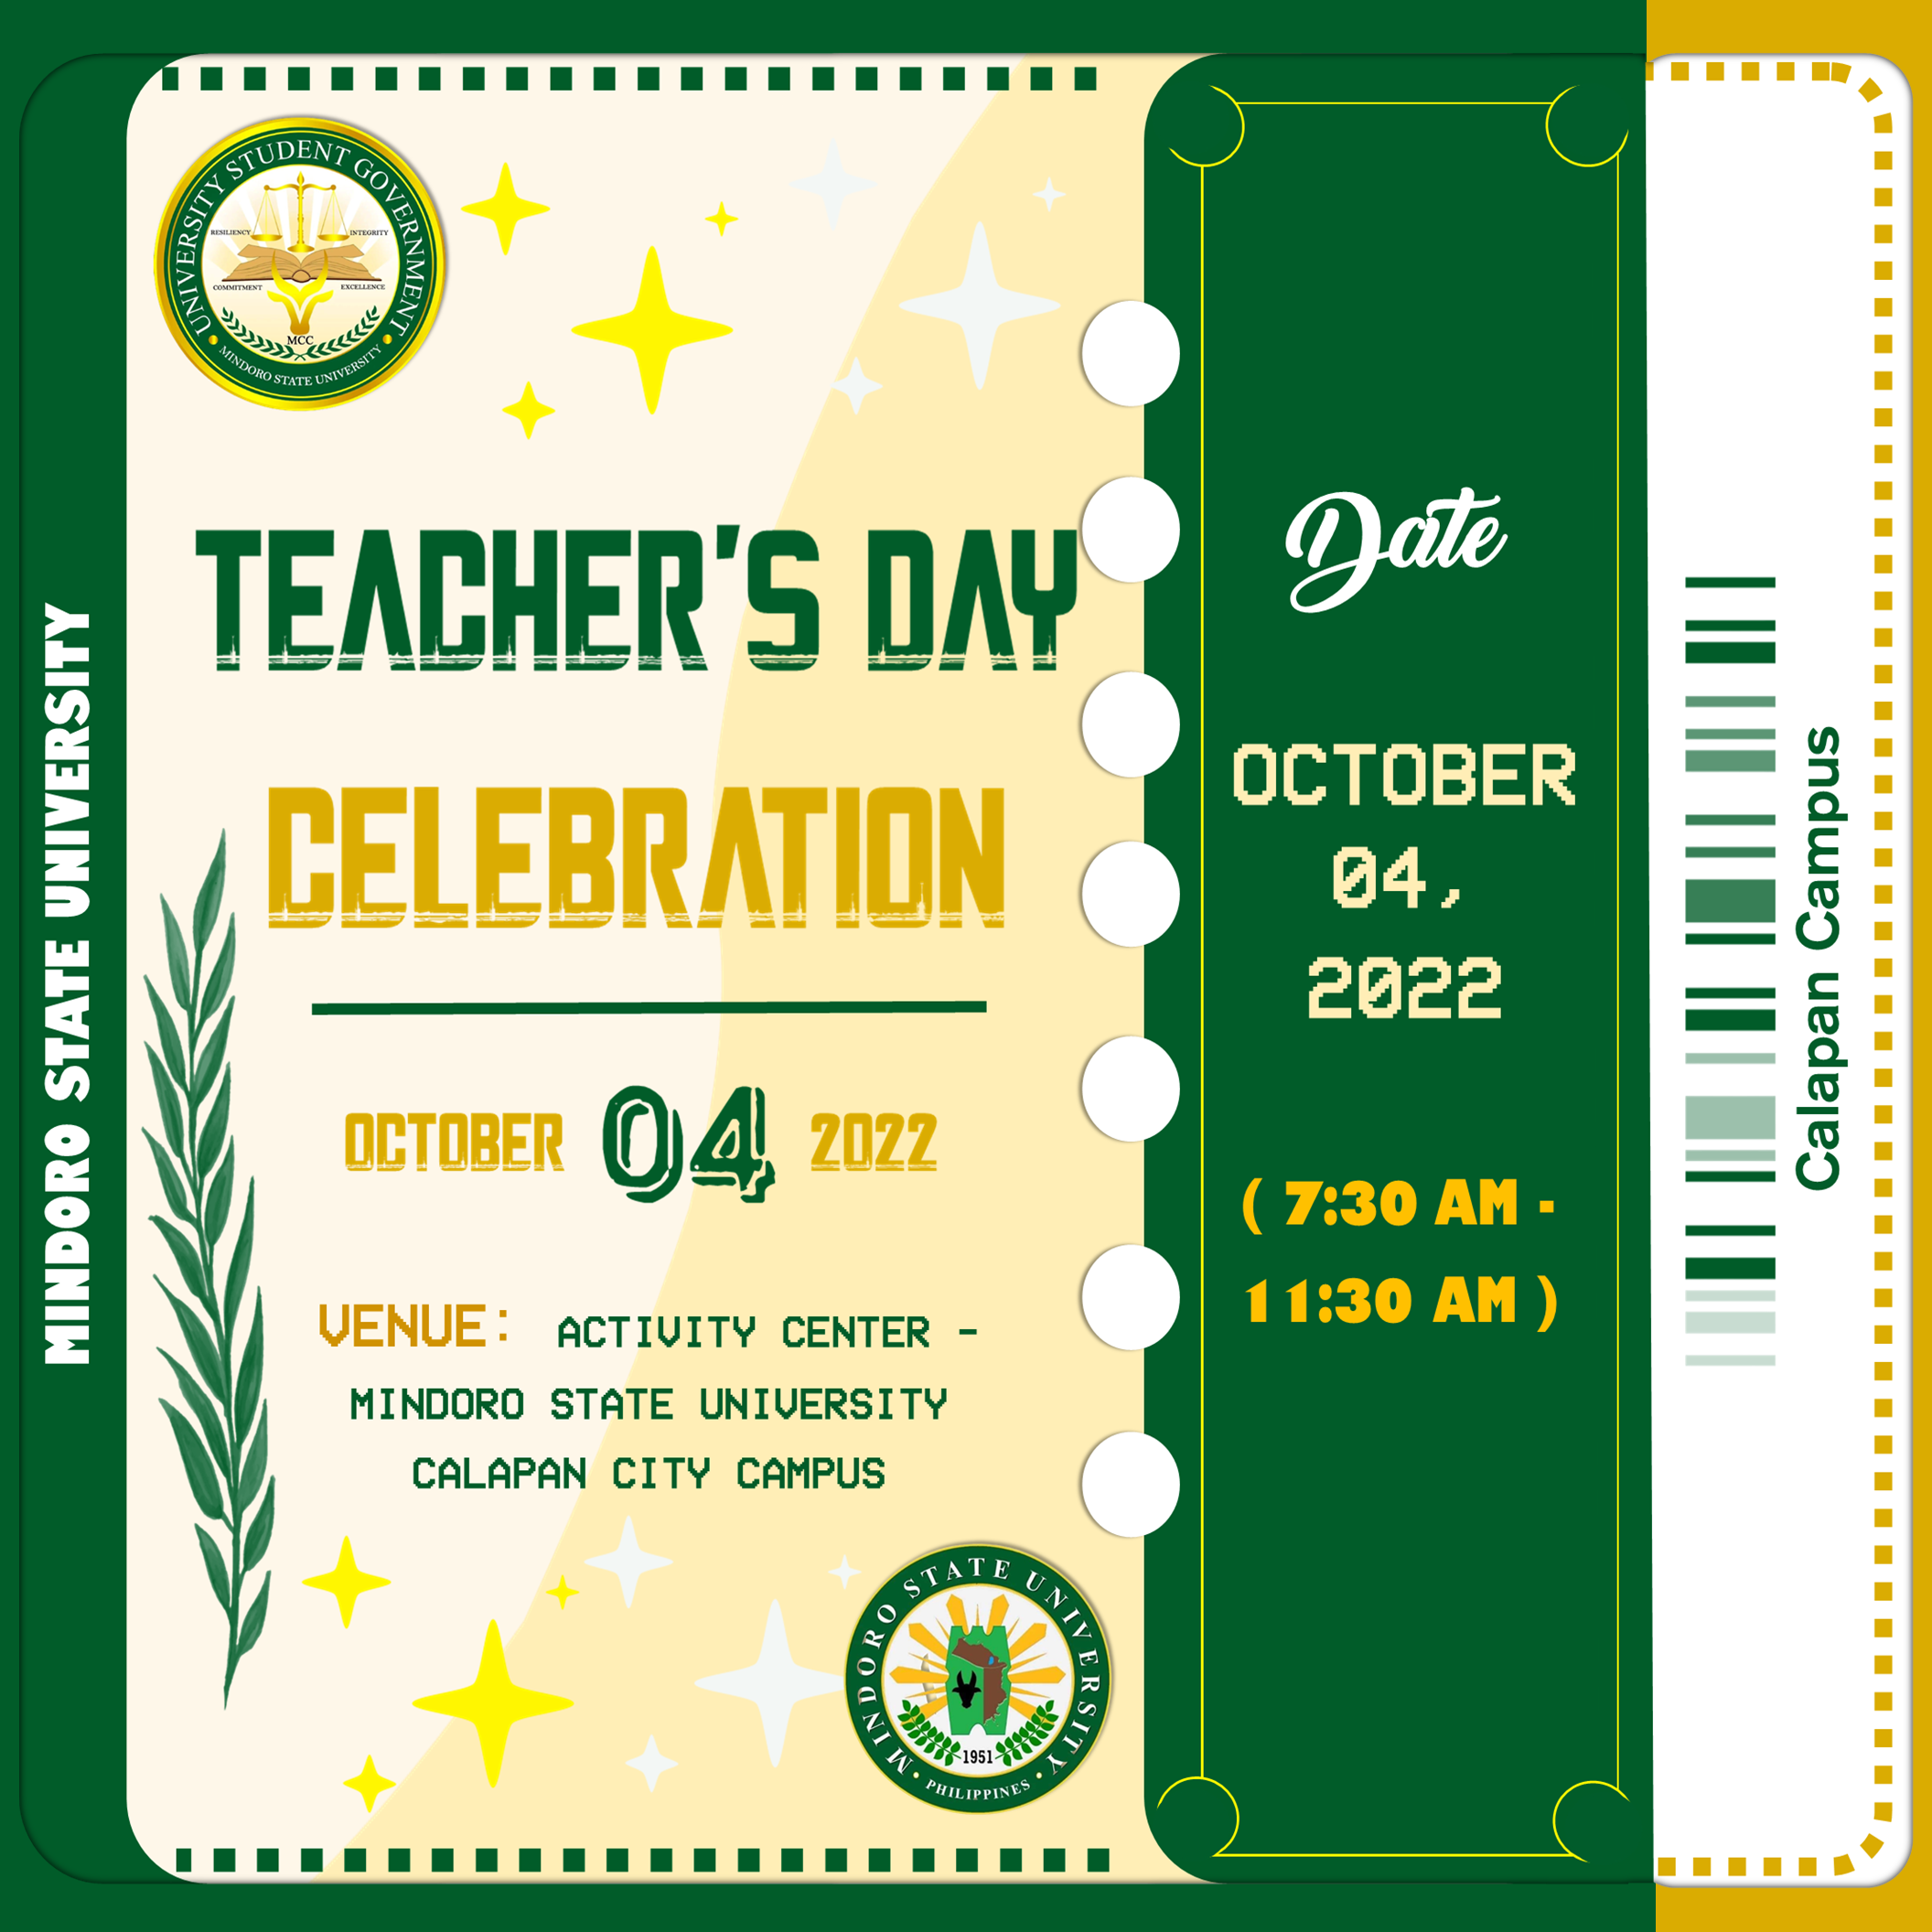 MINDORO STATE UNIVERSITY
UNIVERSITY STUDENT GOVERNMENT
RESILIENCY
INTEGRITY
COMMITMENT
EXCELLENCE
MCC
MINDORO STATE UNIVERSITY
TEACHER'S DAY
CELEBRATION
OCTOBER 04 2022
VENUE: ACTIVITY CENTER -
MINDORO STATE UNIVERSITY
CALAPAN CITY CAMPUS
MINDORO STATE UNIVERSITY
1951
PHILIPPINES
Date
OCTOBER
04,
2022
( 7:30 AM -
11:30 AM )
Calapan Campus